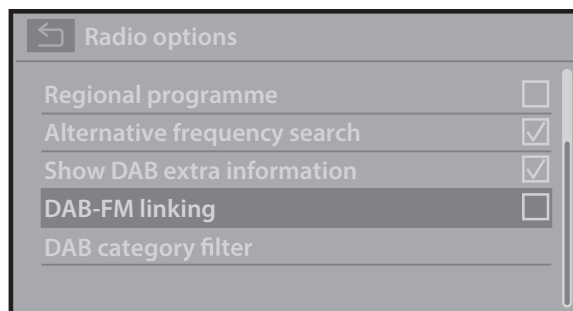 Radio options
Regional programme
Alternative frequency search
Show DAB extra information
DAB-FM linking
DAB category filter